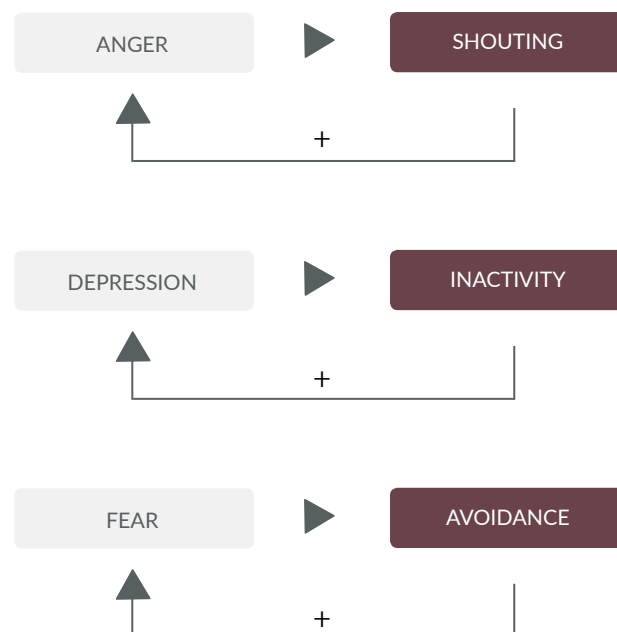 ANGER
SHOUTING
+
DEPRESSION
INACTIVITY
+
FEAR
AVOIDANCE
+